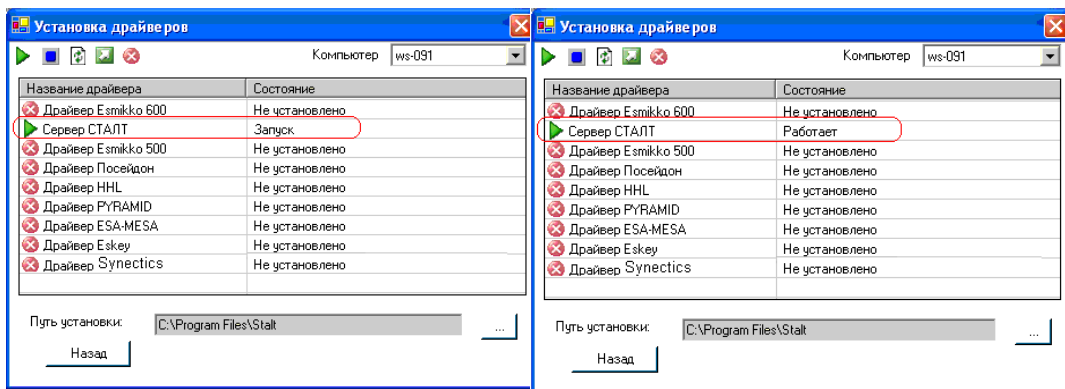 Установка драйверов
Компьютер ws-091
Название драйвера Состояние
Драйвер Esmikko 600 Не установлено
Сервер СТАЛТ Запуск
Драйвер Esmikko 500 Не установлено
Драйвер Посейдон Не установлено
Драйвер HHL Не установлено
Драйвер PYRAMID Не установлено
Драйвер ESA-MESA Не установлено
Драйвер Eskey Не установлено
Драйвер Synectics Не установлено
Путь установки: C:\Program Files\Stalt ...
Назад
Установка драйверов
Компьютер ws-091
Название драйвера Состояние
Драйвер Esmikko 600 Не установлено
Сервер СТАЛТ Работает
Драйвер Esmikko 500 Не установлено
Драйвер Посейдон Не установлено
Драйвер HHL Не установлено
Драйвер PYRAMID Не установлено
Драйвер ESA-MESA Не установлено
Драйвер Eskey Не установлено
Драйвер Synectics Не установлено
Путь установки: C:\Program Files\Stalt ...
Назад